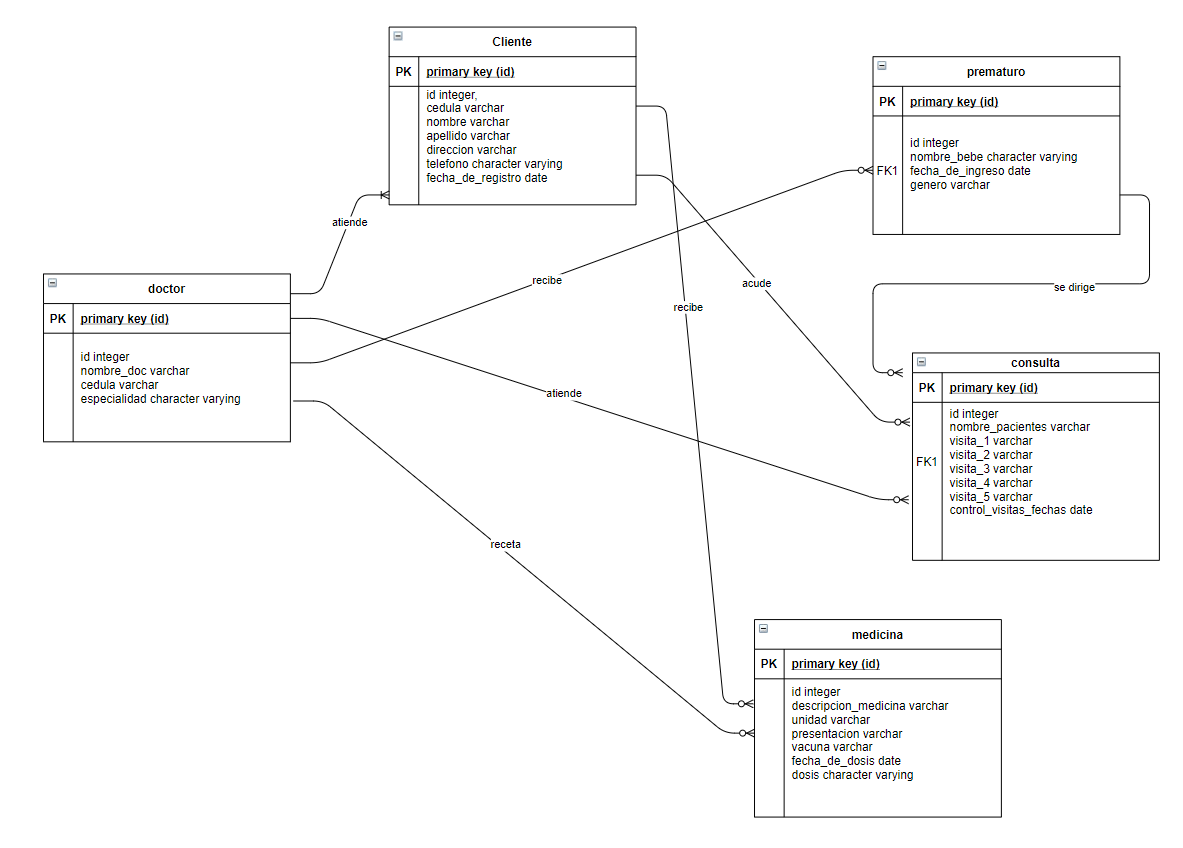 Cliente
PK primary key (id)
id integer,
cedula varchar
nombre varchar
apellido varchar
direccion varchar
telefono character varying
fecha_de_registro date
prematuro
PK primary key (id)
FK1
id integer
nombre_bebe character varying
fecha_de_ingreso date
genero varchar
atiende
recibe
acude
recibe
se dirige
doctor
PK primary key (id)
id integer
nombre_doc varchar
cedula varchar
especialidad character varying
atiende
receta
consulta
PK primary key (id)
FK1
id integer
nombre_pacientes varchar
visita_1 varchar
visita_2 varchar
visita_3 varchar
visita_4 varchar
visita_5 varchar
control_visitas_fechas date
medicina
PK primary key (id)
id integer
descripcion_medicina varchar
unidad varchar
presentacion varchar
vacuna varchar
fecha_de_dosis date
dosis character varying